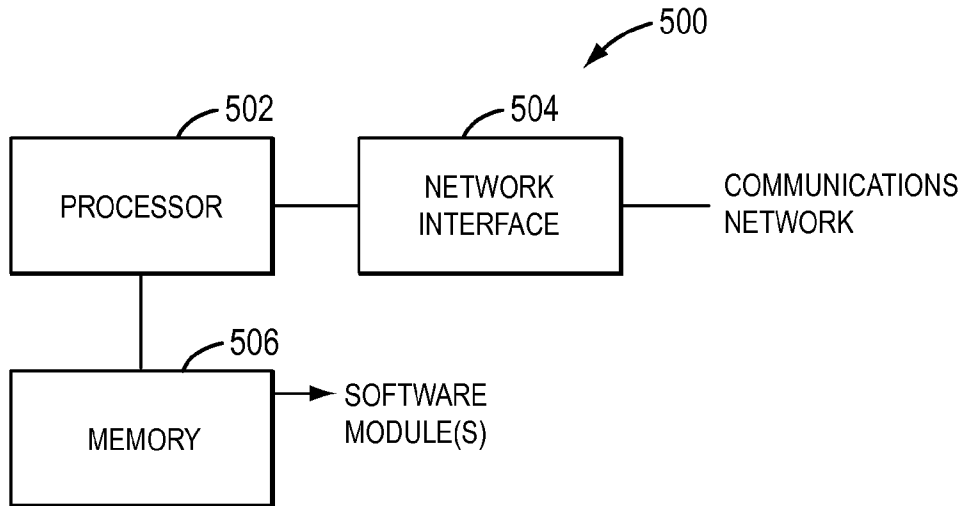 500
502
504
PROCESSOR
NETWORK
INTERFACE
COMMUNICATIONS
NETWORK
506
MEMORY
SOFTWARE
MODULE(S)